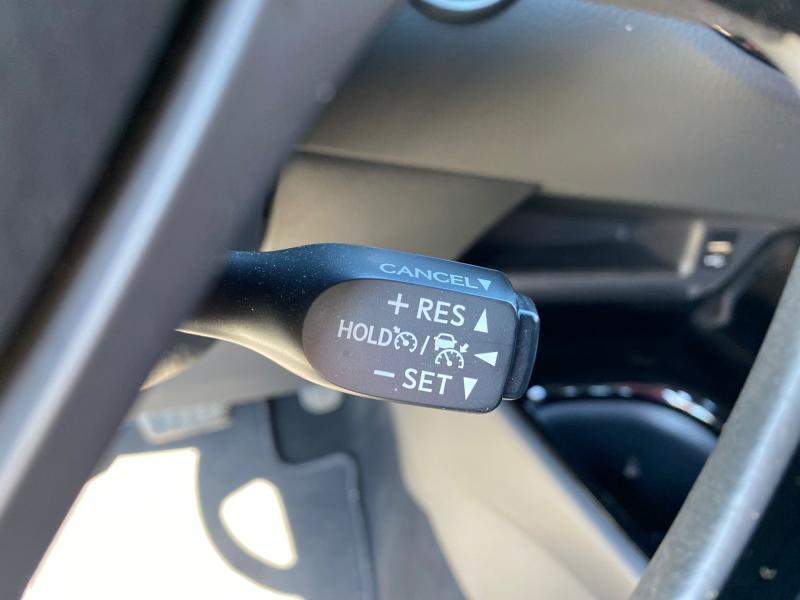 CANCEL▼
+ RES ▲
HOLD / ◀
− SET ▼